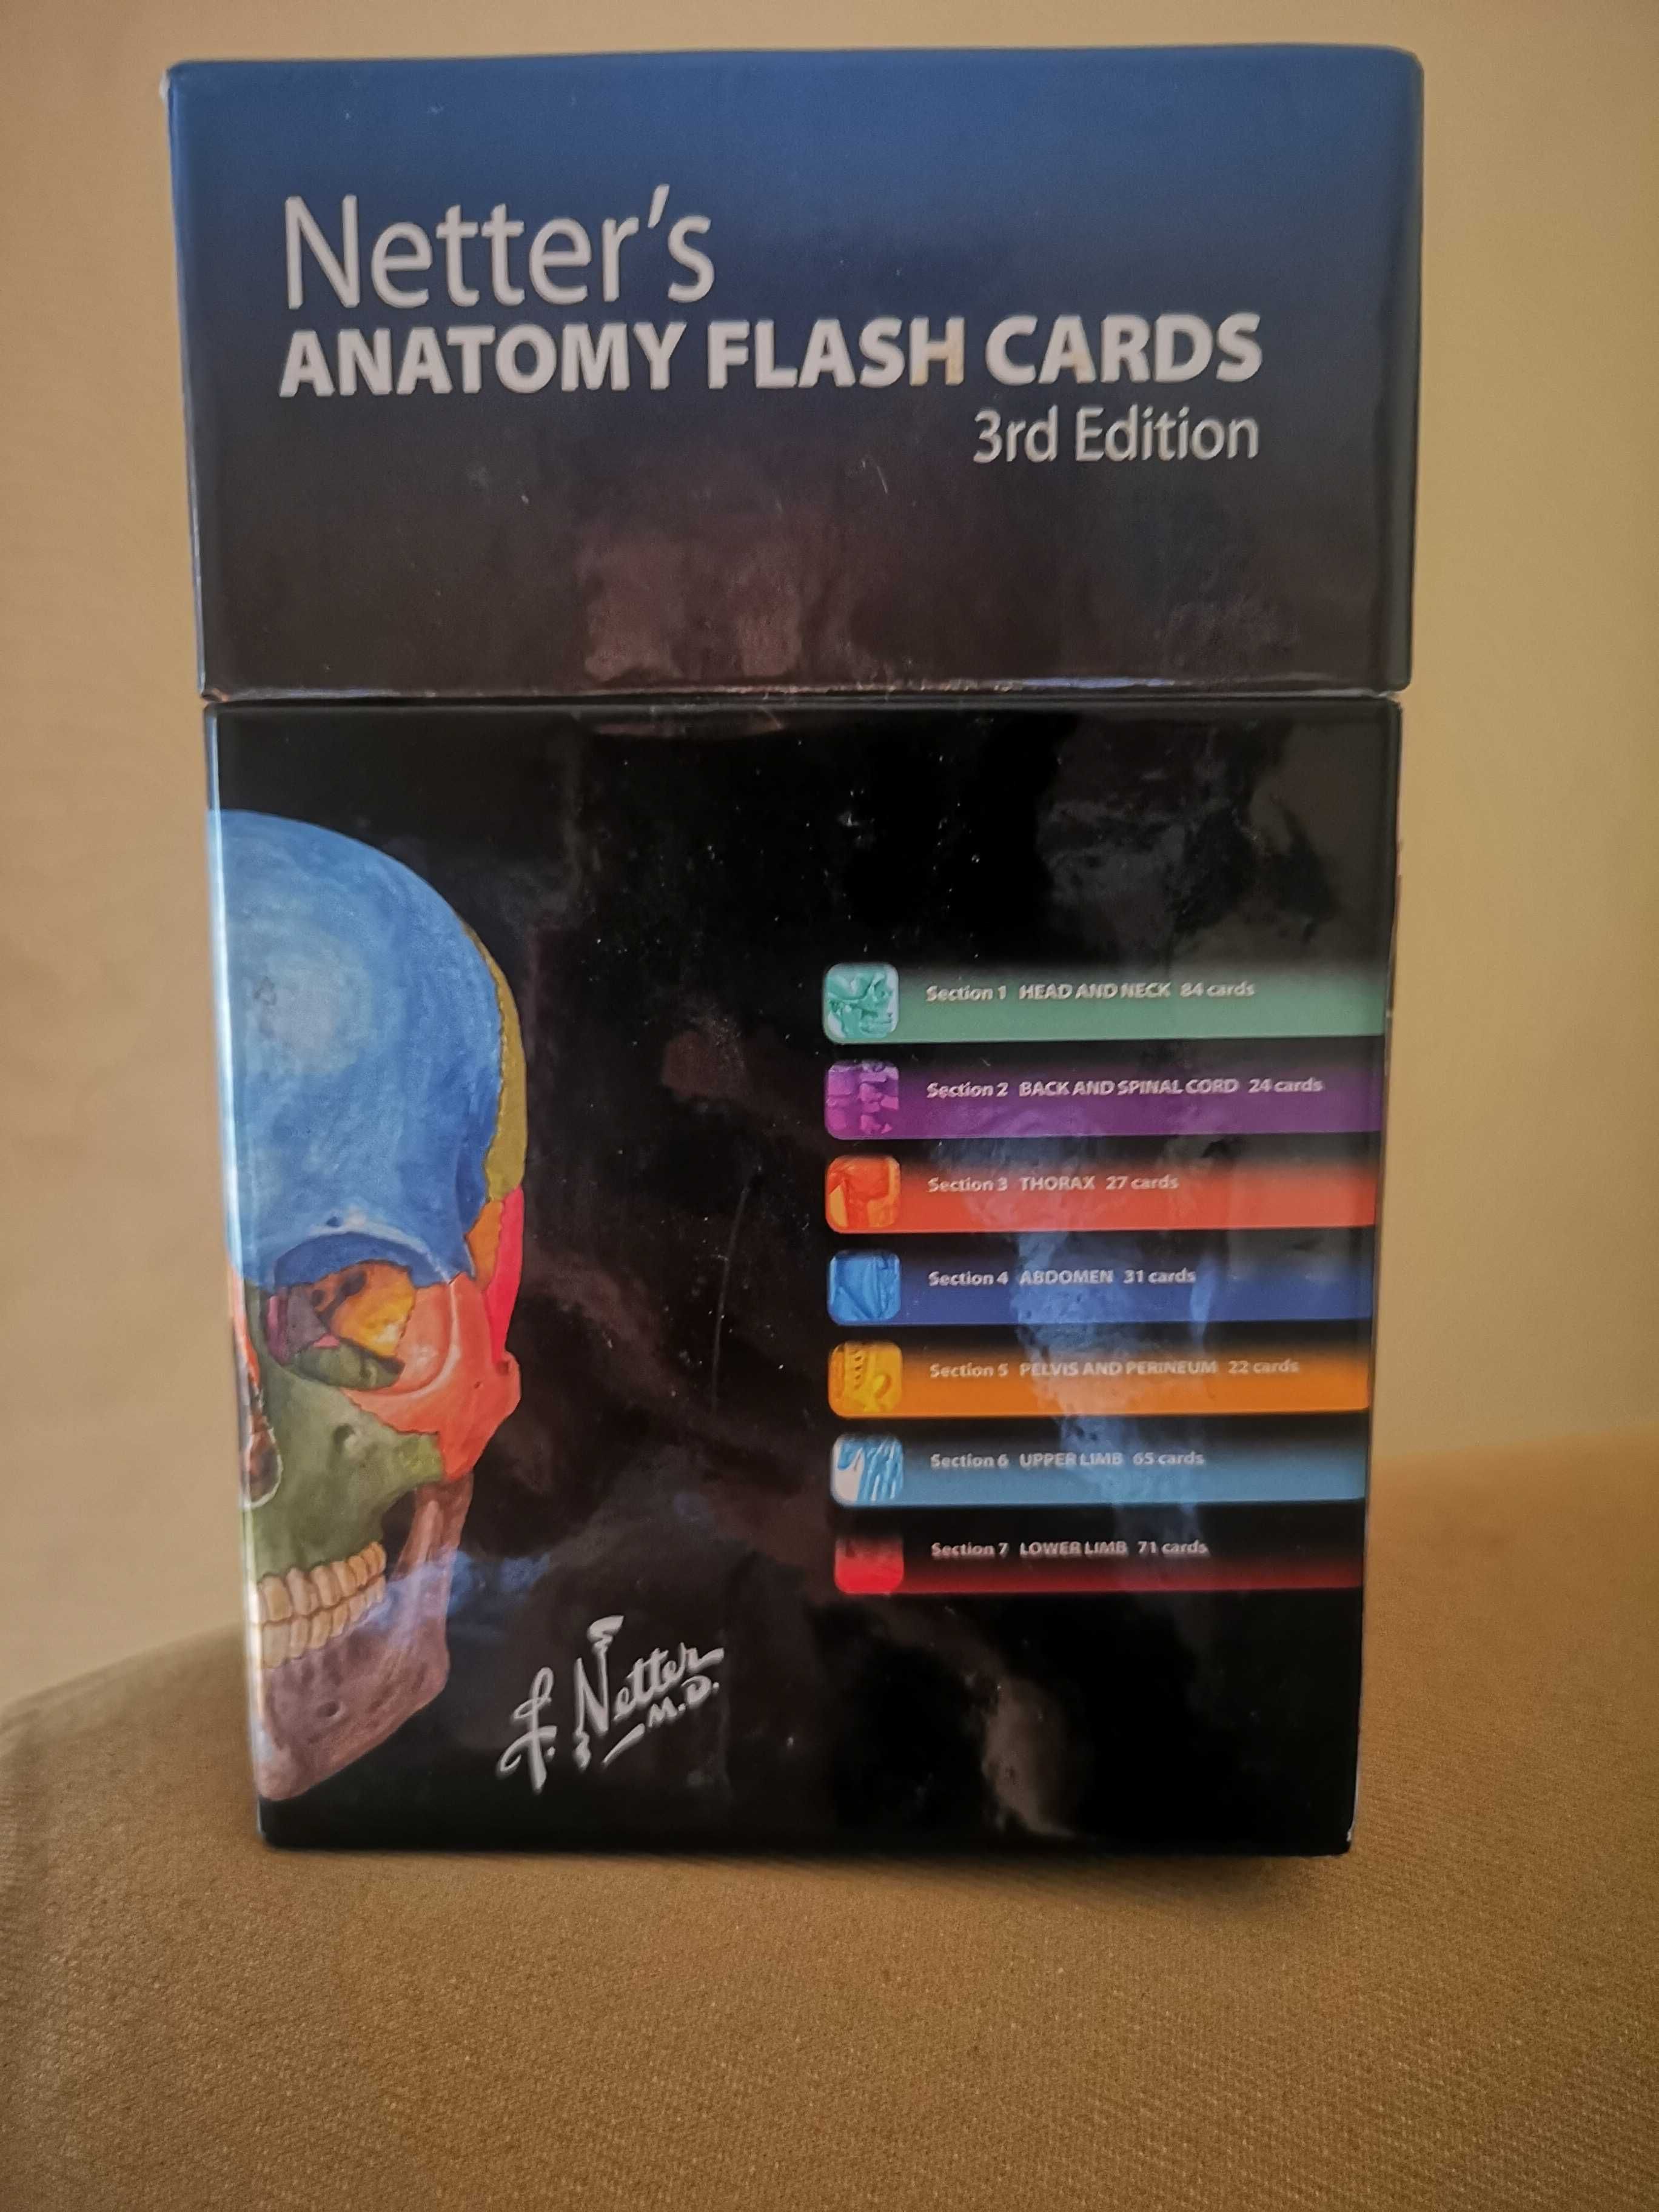 Netter's
ANATOMY FLASH CARDS
3rd Edition
Section 1 HEAD AND NECK 84 cards
Section 2 BACK AND SPINAL CORD 24 cards
Section 3 THORAX 27 cards
Section 4 ABDOMEN 31 cards
Section 5 PELVIS AND PERINEUM 22 cards
Section 6 UPPER LIMB 65 cards
Section 7 LOWER LIMB 71 cards
F. Netter
M.D.